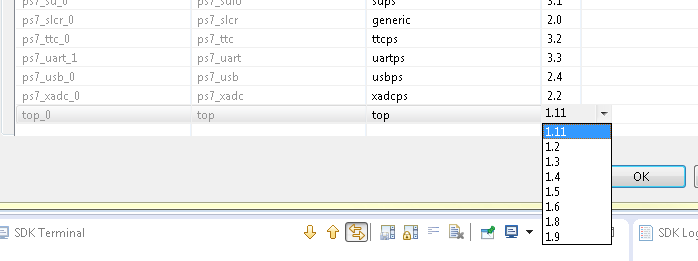 ps7_sd_0 ps7_sdio sdps 3.1
ps7_slcr_0 ps7_slcr generic 2.0
ps7_ttc_0 ps7_ttc ttcps 3.2
ps7_uart_1 ps7_uart uartps 3.3
ps7_usb_0 ps7_usb usbps 2.4
ps7_xadc_0 ps7_xadc xadcps 2.2
top_0 top top 1.11
1.11
1.2
1.3
1.4
1.5
1.6
1.8
1.9
OK
SDK Terminal
SDK Log